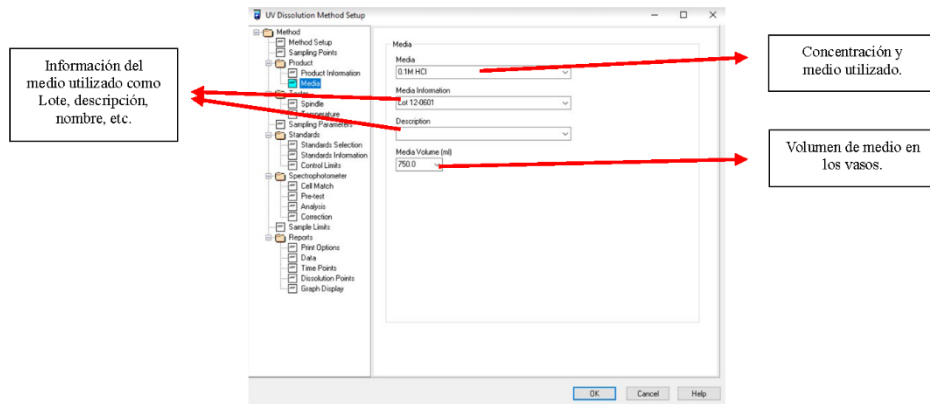 UV Dissolution Method Setup
Method
Method Setup
Sampling Points
Product
Product Information
Media
Tester
Spindle
Temperature
Sampling Parameters
Standards
Standards Selection
Standards Information
Control Limits
Spectrophotometer
Cell Match
Pre-test
Analysis
Correction
Sample Limits
Reports
Print Options
Data
Time Points
Dissolution Points
Graph Display
Media
Media
0.1M HCl
Media Information
Lot 12-0601
Description
Media Volume (ml)
750.0
OK
Cancel
Help
Información del
medio utilizado como
Lote, descripción,
nombre, etc.
Concentración y
medio utilizado.
Volumen de medio en
los vasos.